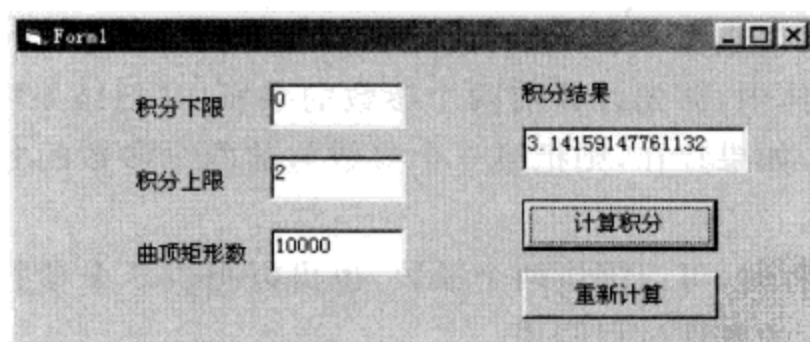 Form1
积分下限
0
积分上限
2
曲顶矩形数
10000
积分结果
3.14159147761132
计算积分
重新计算